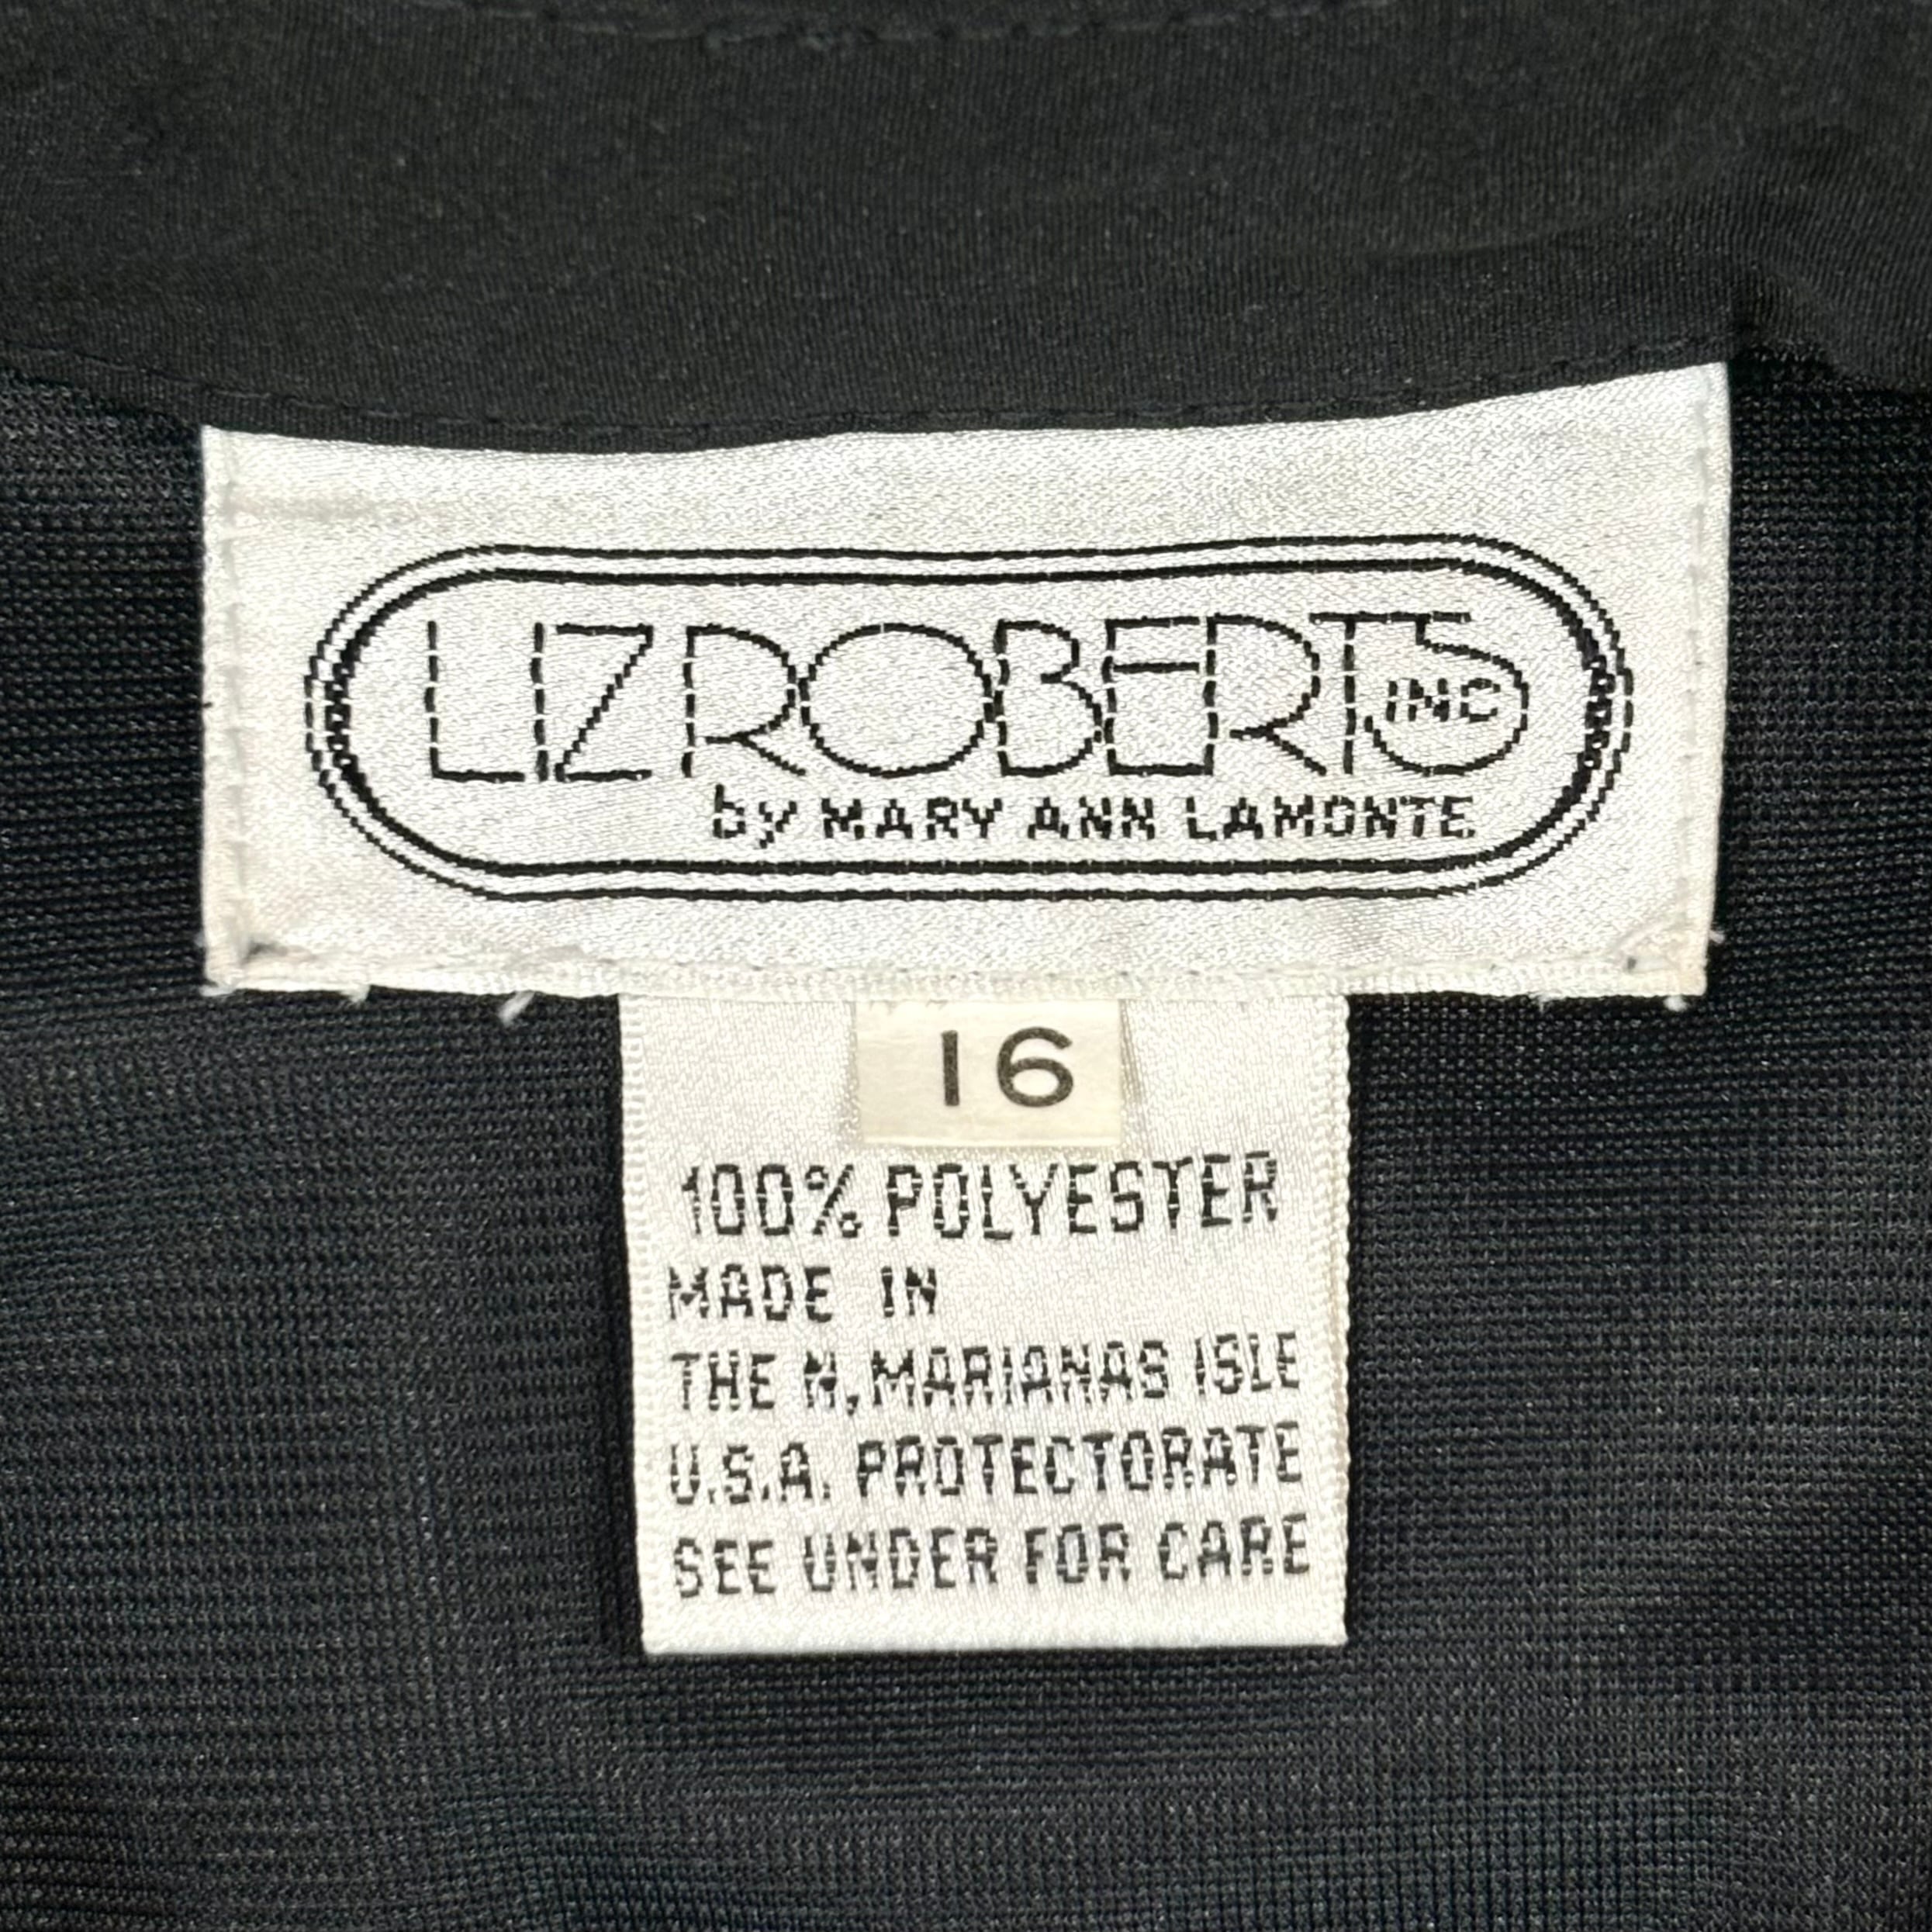 LIZ ROBERTS INC
by MARY ANN LAMONTE
16
100% POLYESTER
MADE IN
THE N. MARIANAS ISLE
U.S.A. PROTECTORATE
SEE UNDER FOR CARE